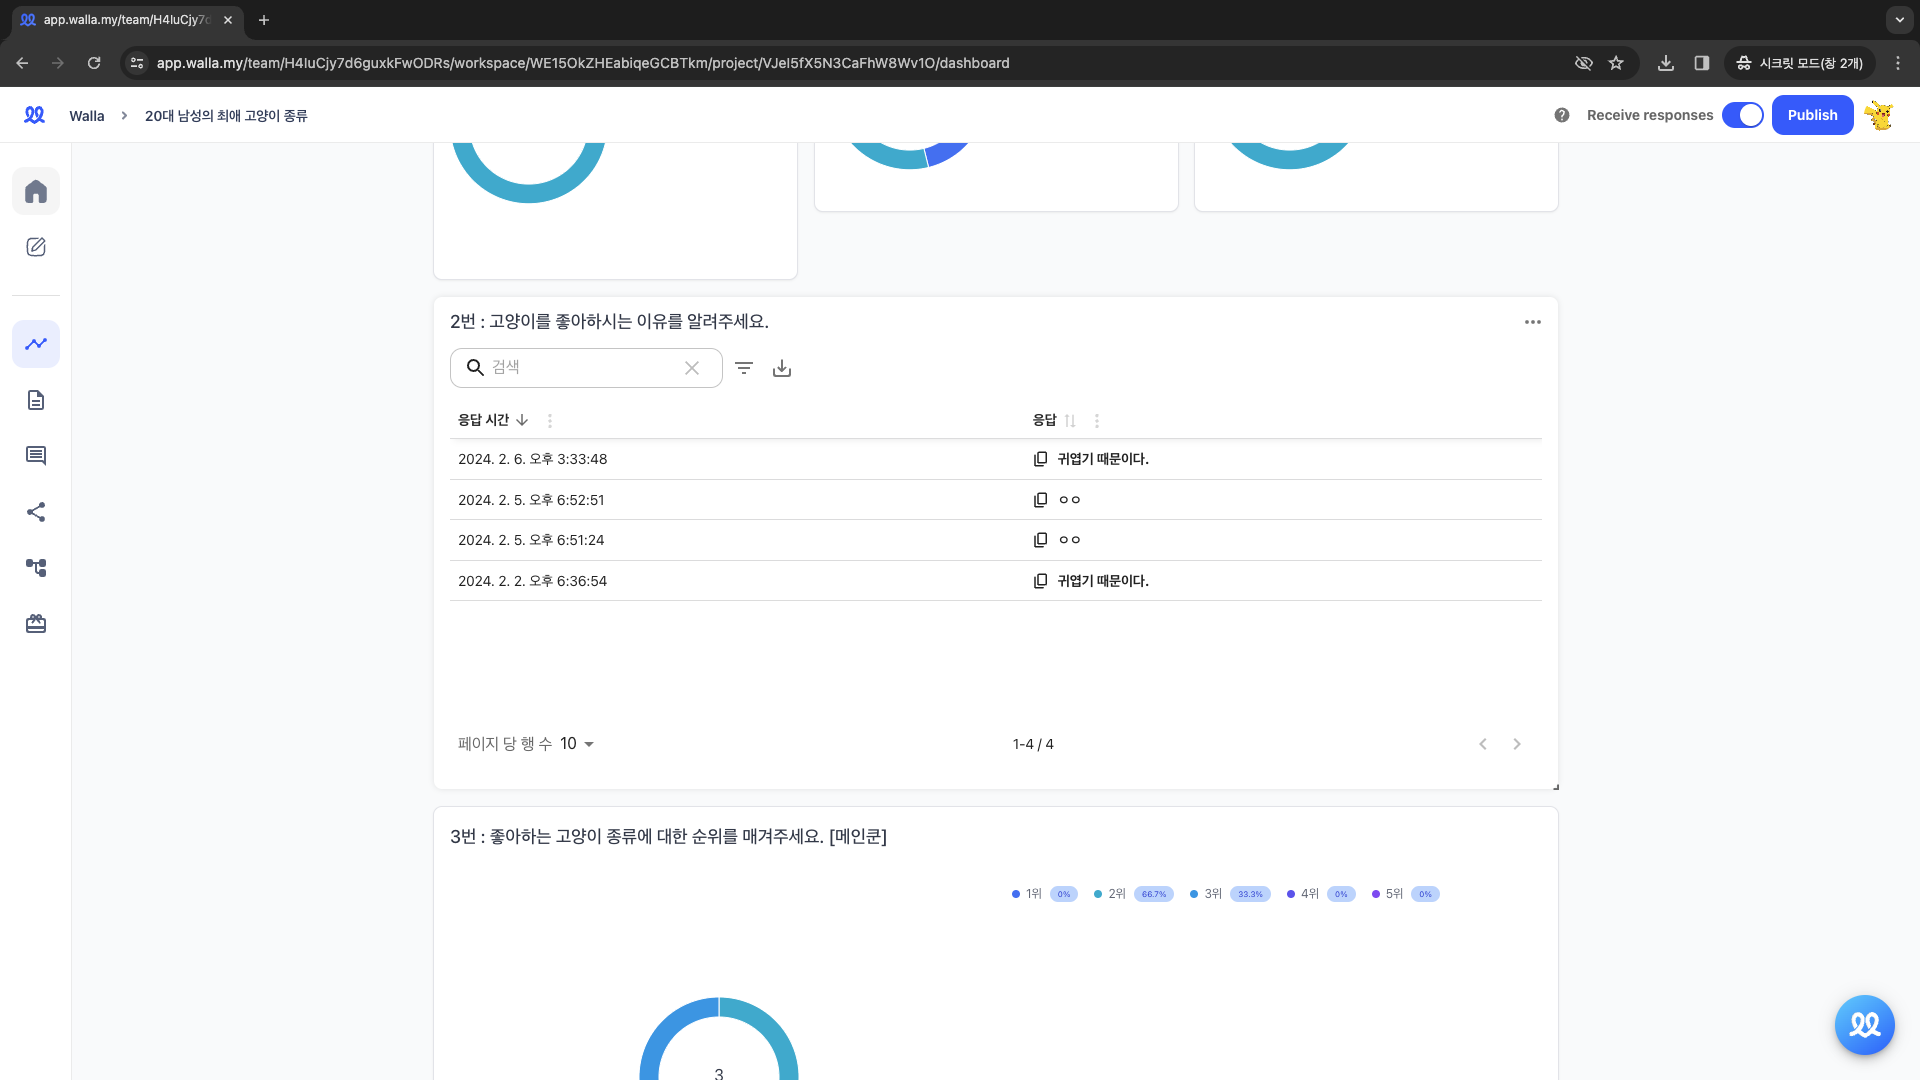 app.walla.my/team/H4IuCjy7d
app.walla.my/team/H4IuCjy7d6guxkFwODRs/workspace/WE15OkZHEabiqeGCBTkm/project/VJeI5fX5N3CaFhW8Wv1O/dashboard
시크릿 모드(창 2개)
Walla
20대 남성의 최애 고양이 종류
Receive responses
Publish
2번 : 고양이를 좋아하시는 이유를 알려주세요.
검색
응답 시간
응답
2024. 2. 6. 오후 3:33:48
귀엽기 때문이다.
2024. 2. 5. 오후 6:52:51
ㅇㅇ
2024. 2. 5. 오후 6:51:24
ㅇㅇ
2024. 2. 2. 오후 6:36:54
귀엽기 때문이다.
페이지 당 행 수 10
1-4 / 4
3번 : 좋아하는 고양이 종류에 대한 순위를 매겨주세요. [메인쿤]
1위 0% 2위 66.7% 3위 33.3% 4위 0% 5위 0%
3